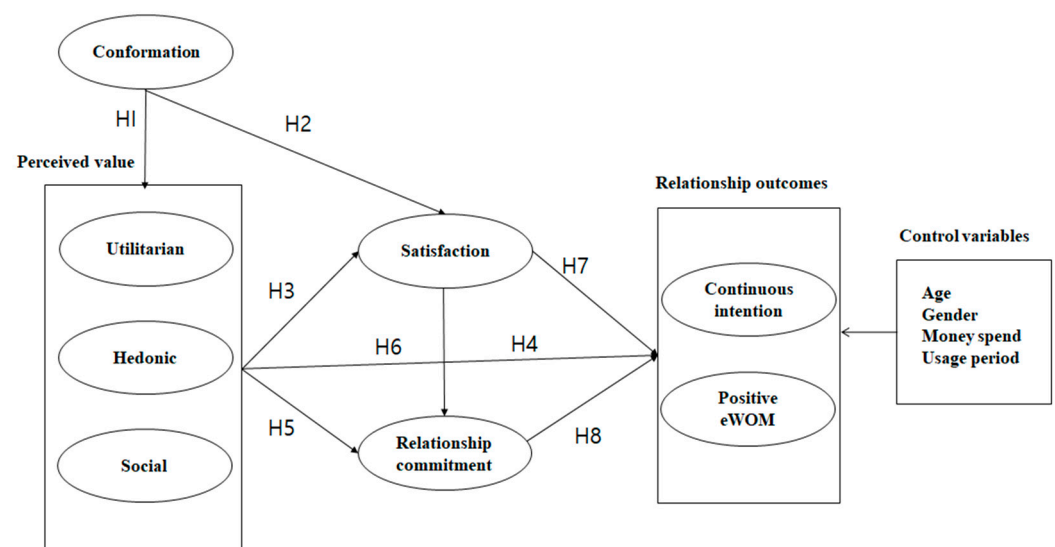 Conformation
H1
H2
Perceived value
Relationship outcomes
Utilitarian
Satisfaction
Control variables
H3
H7
Continuous
intention
Age
Gender
Money spend
Usage period
Hedonic
H6
H4
Positive
eWOM
H5
H8
Social
Relationship
commitment